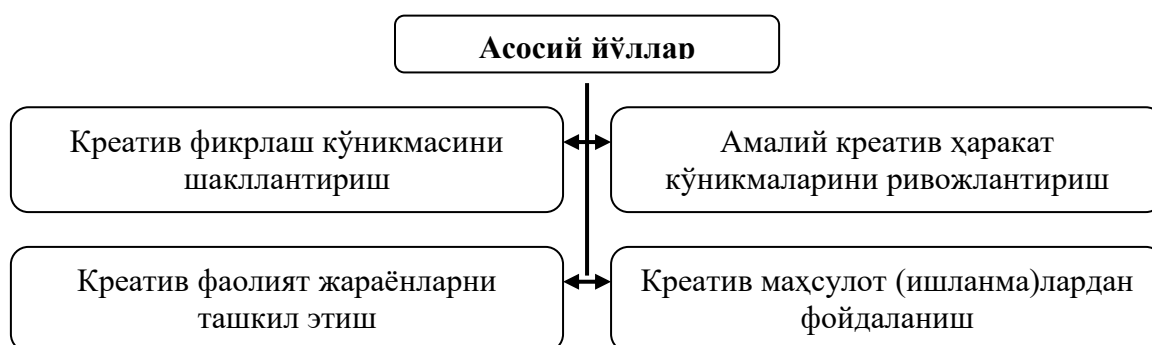 Асосий йўллар
Креатив фикрлаш кўникмасини
шакллантириш
Амалий креатив ҳаракат
кўникмаларини ривожлантириш
Креатив фаолият жараёнларни
ташкил этиш
Креатив маҳсулот (ишланма)лардан
фойдаланиш